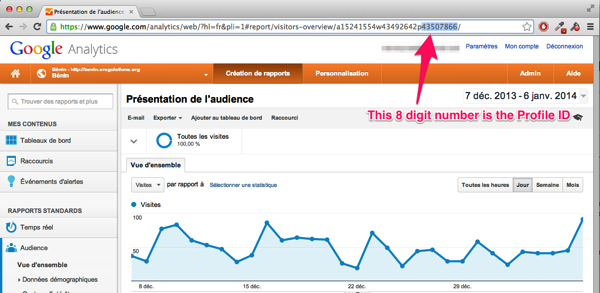 Présentation de l'audience
https://www.google.com/analytics/web/?hl=fr&pli=1#report/visitors-overview/a15241554w43492642p43507866/
Google Analytics
Paramètres Mon compte Déconnexion
Bénin - http://benin.eregulations.org
Bénin
Création de rapports Personnalisation Admin Aide
Trouver des rapports et plus
MES CONTENUS
Tableaux de bord
Raccourcis
Événements d'alertes
RAPPORTS STANDARDS
Temps réel
Audience
Vue d'ensemble
Données démographiques
Présentation de l'audience
7 déc. 2013 - 6 janv. 2014
This 8 digit number is the Profile ID
E-mail Exporter Ajouter au tableau de bord Raccourci
Toutes les visites
100,00 %
Vue d'ensemble
Visites par rapport à Sélectionner une statistique
Toutes les heures Jour Semaine Mois
Visites
100
50
8 déc. 15 déc. 22 déc. 29 déc.